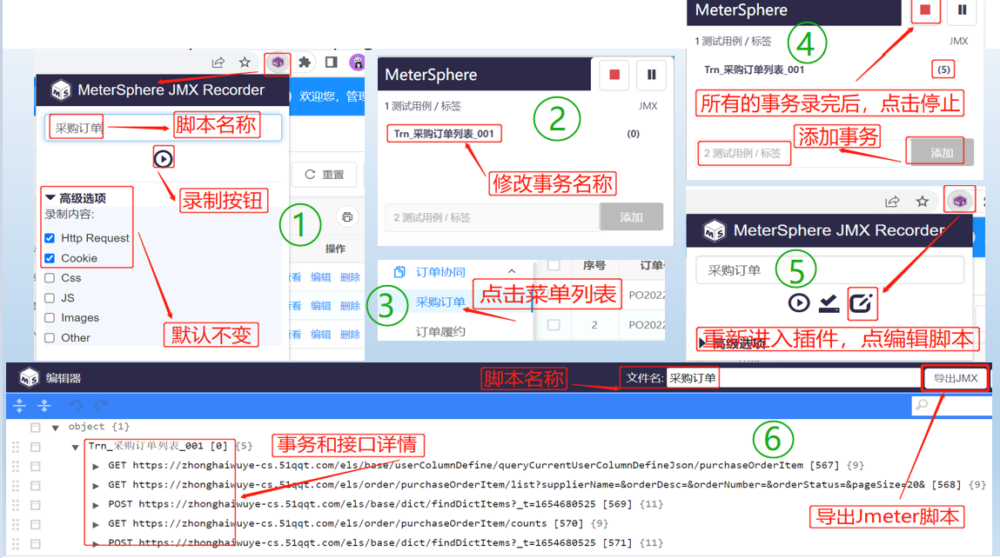 MeterSphere JMX Recorder
欢迎您, 管理
采购订单
脚本名称
重置
录制按钮
高级选项
录制内容:
Http Request
Cookie
Css
JS
Images
Other
默认不变
1
操作
编辑 删除
编辑 删除
编辑 删除
MeterSphere
1 测试用例 / 标签
JMX
Trn_采购订单列表_001
(0)
2
修改事务名称
2 测试用例 / 标签
添加
3
订单协同
采购订单
订单履约
点击菜单列表
序号
订单
PO2022
2
PO2022
MeterSphere
1 测试用例 / 标签
JMX
4
Trn_采购订单列表_001
(5)
所有的事务录完后，点击停止
添加事务
2 测试用例 / 标签
添加
MeterSphere JMX Recorder
采购订单
5
高级选项
重新进入插件，点编辑脚本
编辑器
脚本名称
文件名: 采购订单
导出JMX
object {1}
Trn_采购订单列表_001 [0] {5}
事务和接口详情
6
GET https://zhonghaiwuye-cs.51qqt.com/els/base/userColumnDefine/queryCurrentUserColumnDefineJson/purchaseOrderItem [567] {9}
GET https://zhonghaiwuye-cs.51qqt.com/els/order/purchaseOrderItem/list?supplierName=&orderDesc=&orderNumber=&orderStatus=&pageSize=20& [568] {9}
POST https://zhonghaiwuye-cs.51qqt.com/els/base/dict/findDictItems?_t=1654680525 [569] {11}
GET https://zhonghaiwuye-cs.51qqt.com/els/order/purchaseOrderItem/counts [570] {9}
POST https://zhonghaiwuye-cs.51qqt.com/els/base/dict/findDictItems?_t=1654680525 [571] {11}
导出Jmeter脚本